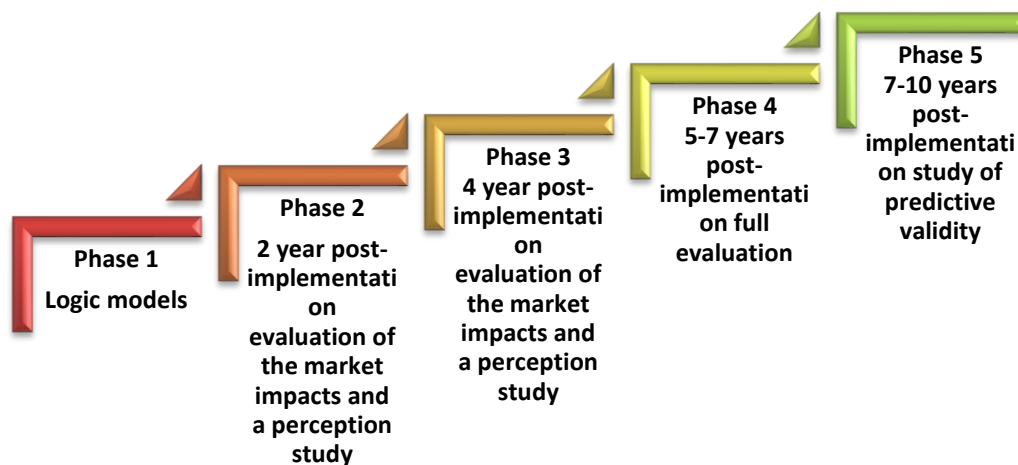 Phase 1
Logic models
Phase 2
2 year post-
implementati
on
evaluation of
the market
impacts and
a perception
study
Phase 3
4 year post-
implementati
on
evaluation of
the market
impacts and
a perception
study
Phase 4
5-7 years
post-
implementati
on full
evaluation
Phase 5
7-10 years
post-
implementati
on study of
predictive
validity